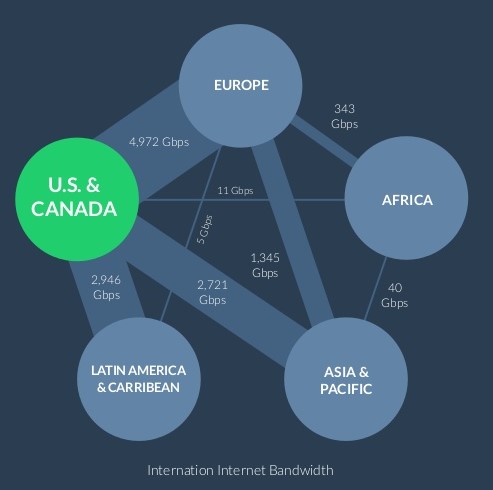 EUROPE
343
Gbps
4,972 Gbps
U.S. &
CANADA
11 Gbps
AFRICA
5 Gbps
1,345
Gbps
2,946
Gbps
2,721
Gbps
40
Gbps
LATIN AMERICA
& CARRIBEAN
ASIA &
PACIFIC
Internation Internet Bandwidth